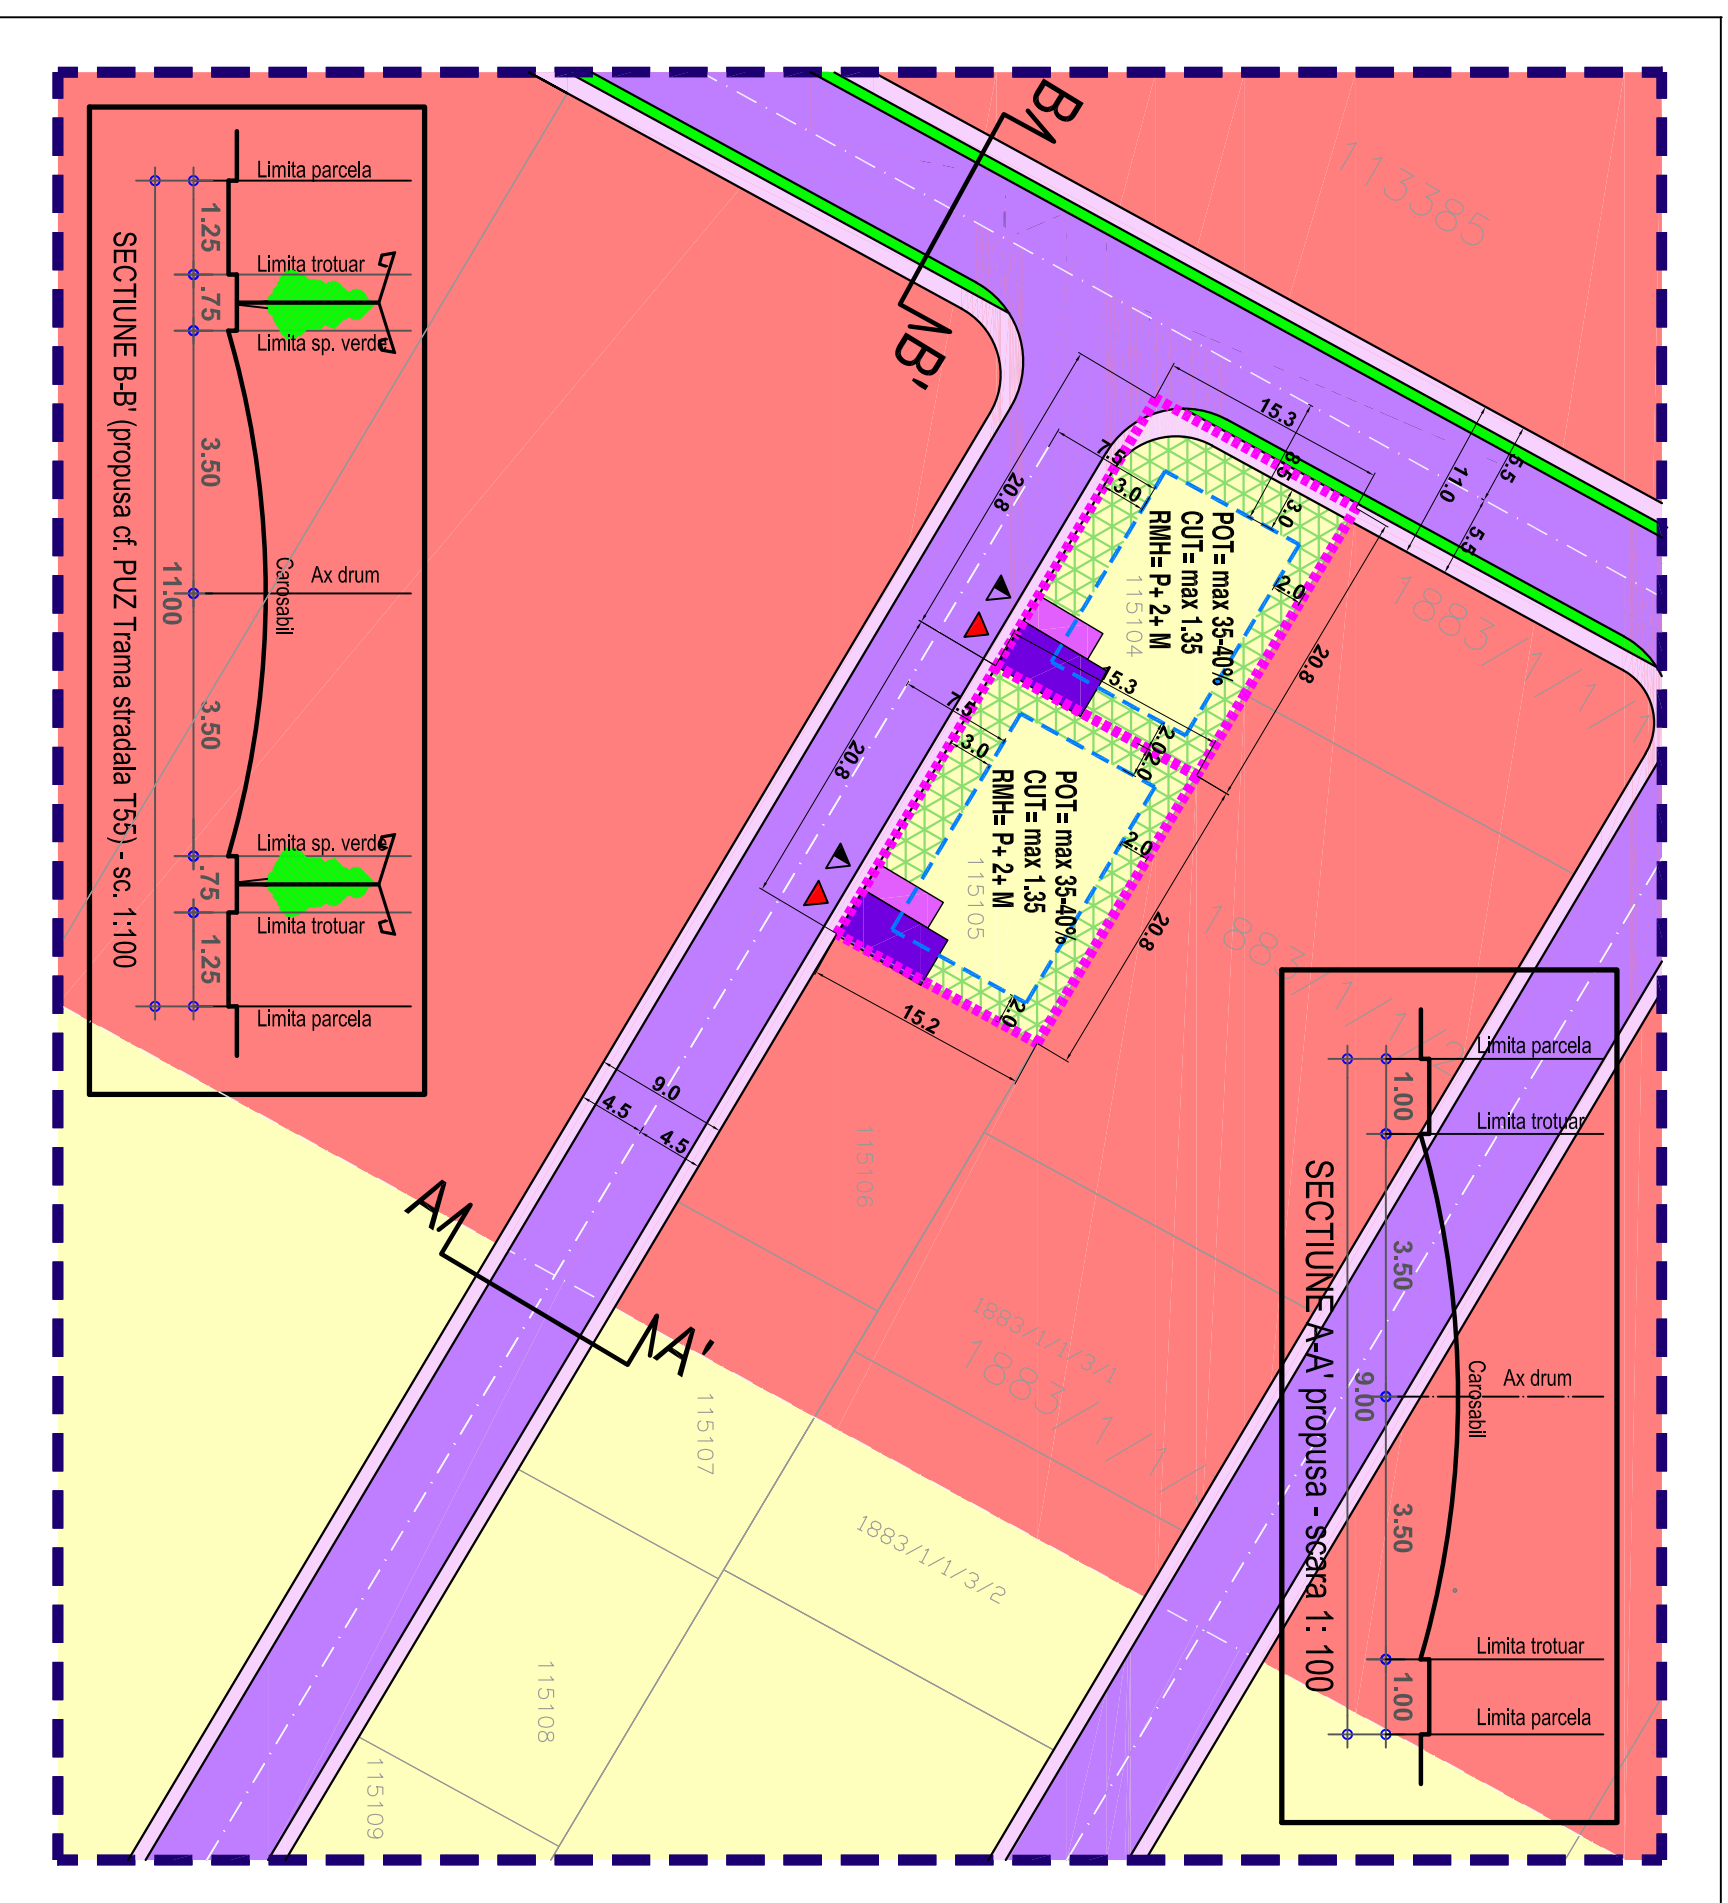 B
B'
113385
Limita parcela
Limita trotuar
Limita sp. verde
Ax drum
Carosabil
Limita sp. verde
Limita trotuar
Limita parcela
1.25
.75
3.50
3.50
.75
1.25
11.00
SECTIUNE B-B' (propusa cf. PUZ Trama stradala T55) - sc. 1:100
15.3
8.5
7.5
3.0
3.0
20.8
5.5
11.0
5.5
POT= max 35-40%
CUT= max 1.35
RMH= P+ 2+ M
115104
2.0
20.8
15.3
2.0
2.0
7.5
3.0
20.8
POT= max 35-40%
CUT= max 1.35
RMH= P+ 2+ M
115105
2.0
20.8
2.0
15.2
9.0
4.5
4.5
A
A'
115106
115107
115108
115109
1883/1/1/3/1
1883/1/1/3/2
Limita parcela
Limita trotuar
Ax drum
Carosabil
Limita trotuar
Limita parcela
1.00
3.50
3.50
1.00
9.00
SECTIUNE A-A' propusa - scara 1: 100